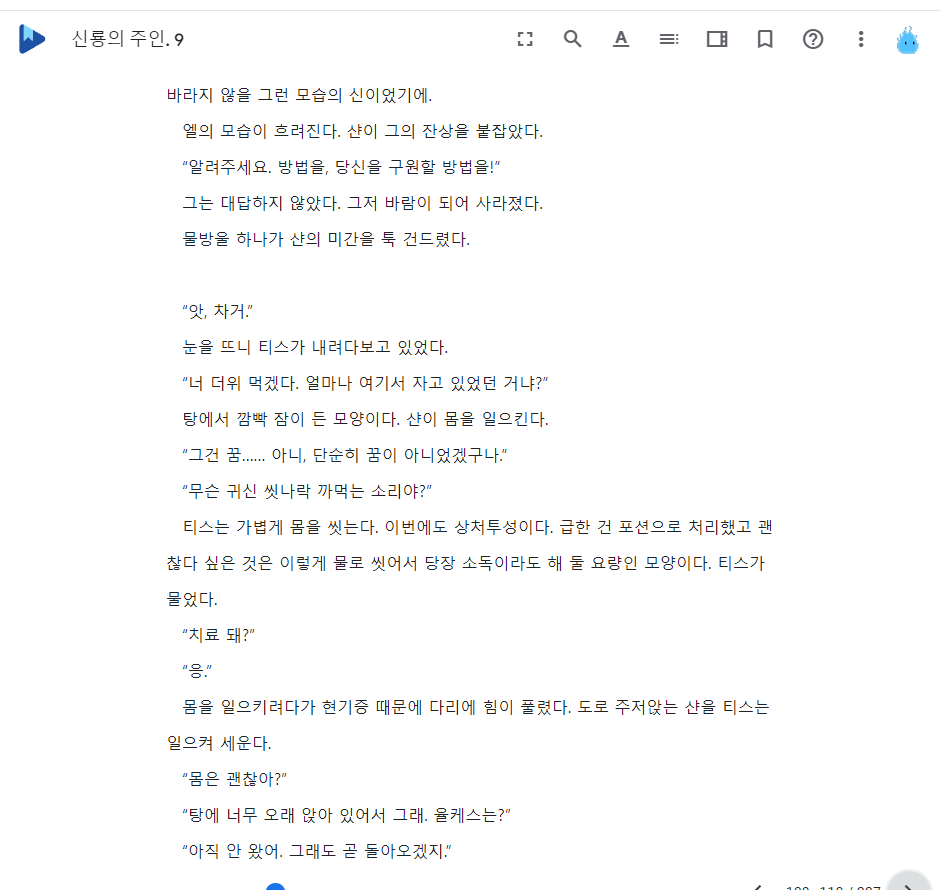 신룡의 주인. 9
바라지 않을 그런 모습의 신이었기에.
엘의 모습이 흐려진다. 샨이 그의 잔상을 붙잡았다.
“알려주세요. 방법을, 당신을 구원할 방법을!”
그는 대답하지 않았다. 그저 바람이 되어 사라졌다.
물방울 하나가 샨의 미간을 툭 건드렸다.
“앗, 차거.”
눈을 뜨니 티스가 내려다보고 있었다.
“너 더위 먹겠다. 얼마나 여기서 자고 있었던 거냐?”
탕에서 깜빡 잠이 든 모양이다. 샨이 몸을 일으킨다.
“그건 꿈…… 아니, 단순히 꿈이 아니었겠구나.”
“무슨 귀신 씻나락 까먹는 소리야?”
티스는 가볍게 몸을 씻는다. 이번에도 상처투성이다. 급한 건 포션으로 처리했고 괜
찮다 싶은 것은 이렇게 물로 씻어서 당장 소독이라도 해 둘 요량인 모양이다. 티스가
물었다.
“치료 돼?”
“응.”
몸을 일으키려다가 현기증 때문에 다리에 힘이 풀렸다. 도로 주저앉는 샨을 티스는
일으켜 세운다.
“몸은 괜찮아?”
“탕에 너무 오래 앉아 있어서 그래. 율케스는?”
“아직 안 왔어. 그래도 곧 돌아오겠지.”